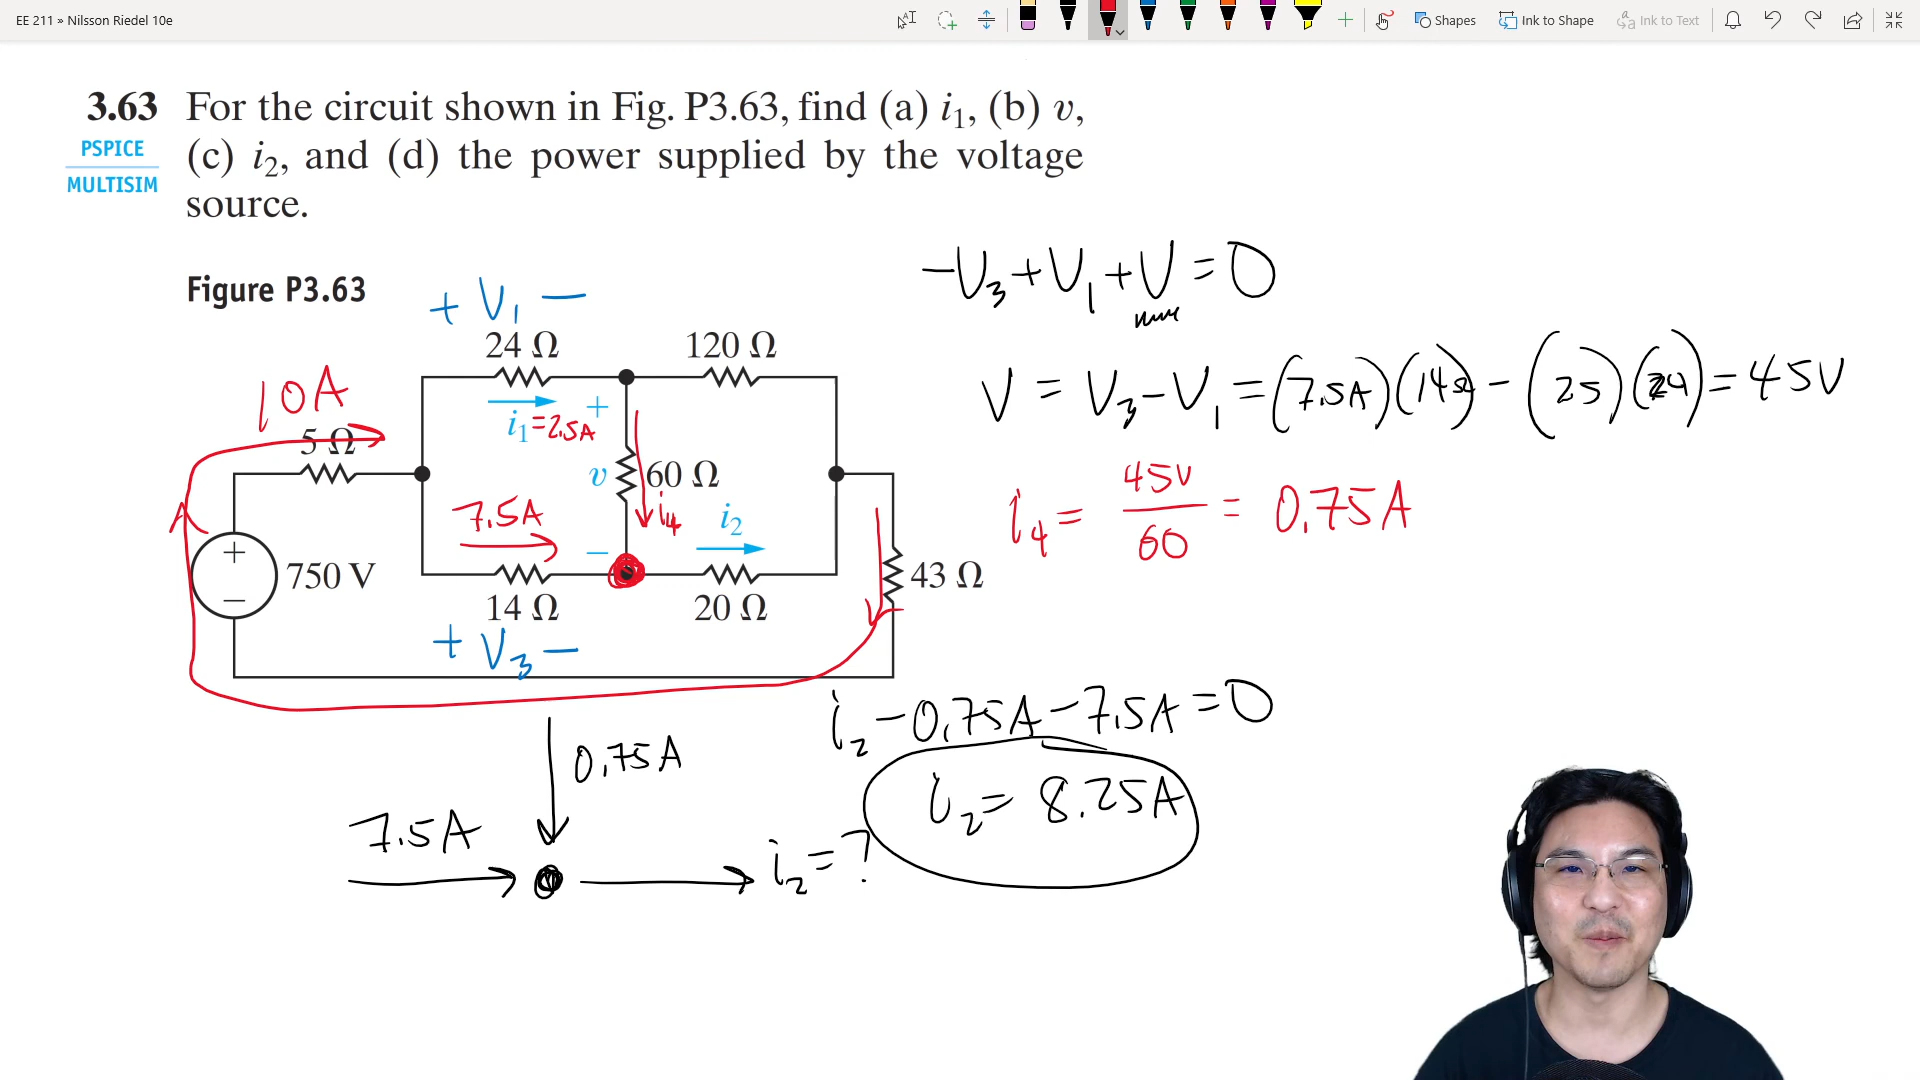 EE 211 » Nilsson Riedel 10e
Shapes
Ink to Shape
Ink to Text
3.63 For the circuit shown in Fig. P3.63, find (a) i₁, (b) v,
PSPICE
MULTISIM
(c) i₂, and (d) the power supplied by the voltage
source.
Figure P3.63
+ V₁ −
24 Ω
120 Ω
10A
5 Ω
i₁ =2.5A
+
v
60 Ω
i₄
7.5A
i₂
−
+
−
750 V
43 Ω
14 Ω
20 Ω
+ V₃ −
-V₃+V₁+V=0
V = V₃-V₁ =(7.5A)(14Ω) - (25)(24)=45V
i₄= 45V/60 = 0.75A
i₂-0.75A-7.5A=0
i₂= 8.25A
0.75A
7.5A
i₂=?